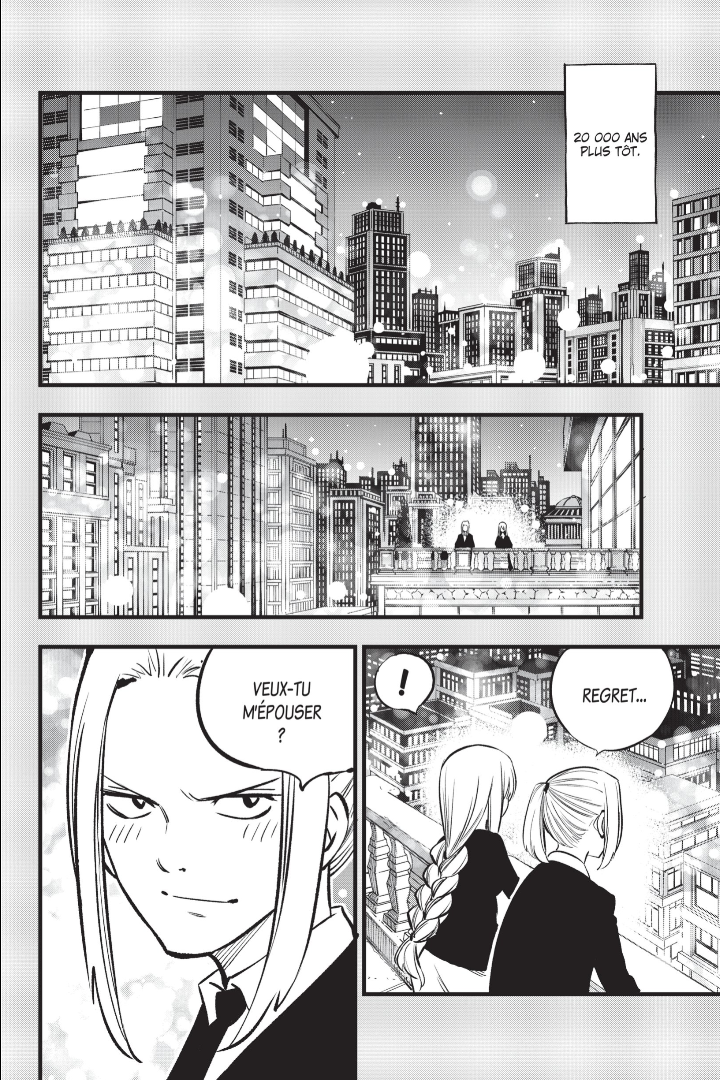 20 000 ANS
PLUS TÔT.
REGRET...
!
VEUX-TU
M'ÉPOUSER
?